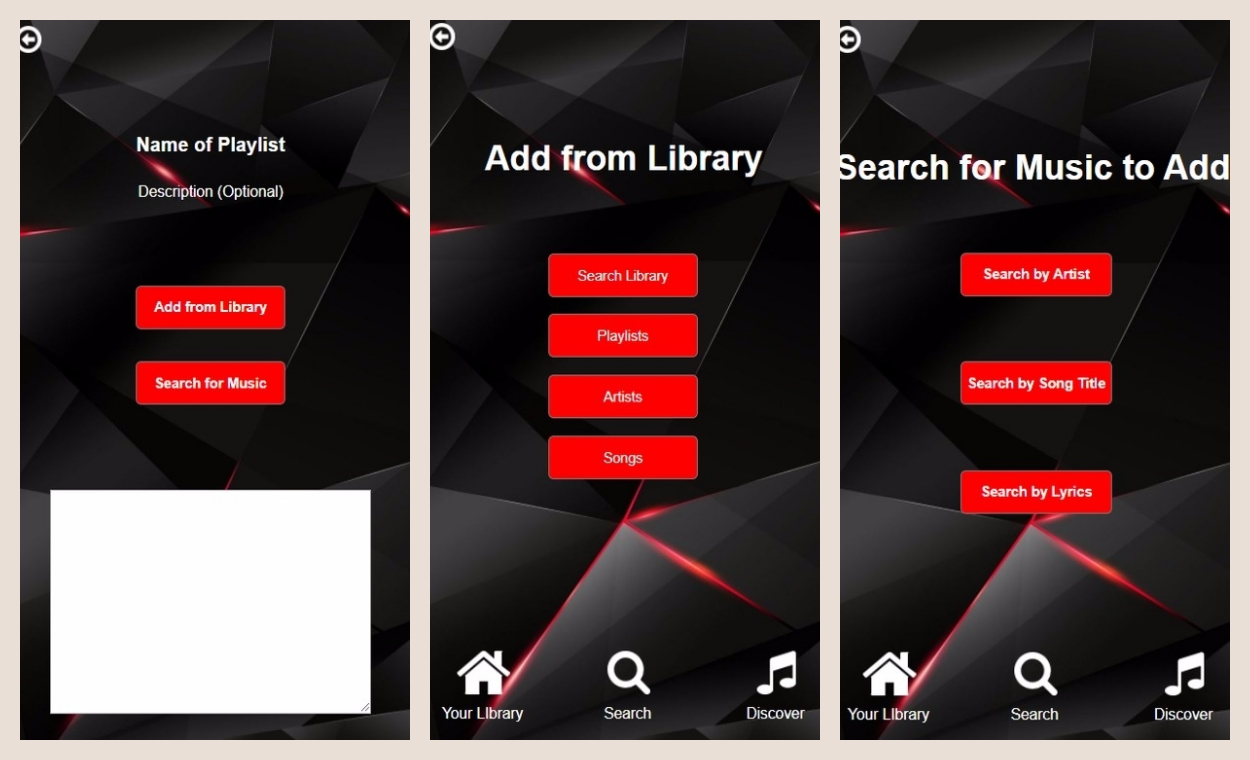 Name of Playlist
Description (Optional)
Add from Library
Search for Music
Add from Library
Search Library
Playlists
Artists
Songs
Your LIbrary
Search
Discover
Search for Music to Add
Search by Artist
Search by Song Title
Search by Lyrics
Your LIbrary
Search
Discover